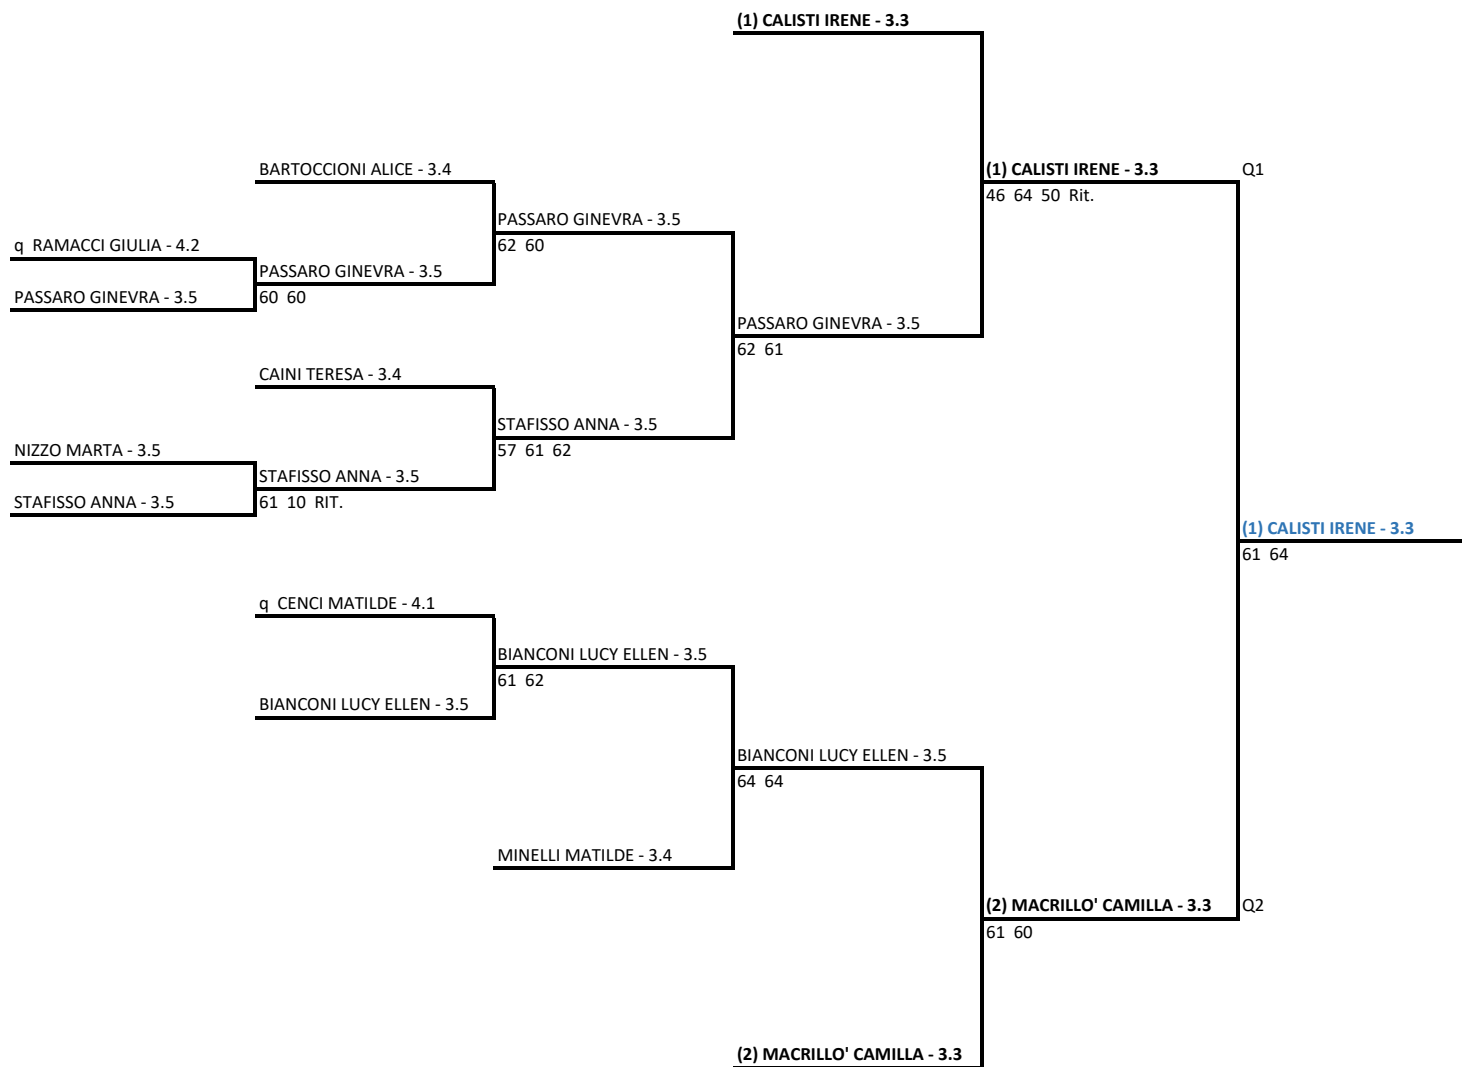 (1) CALISTI IRENE - 3.3
BARTOCCIONI ALICE - 3.4
(1) CALISTI IRENE - 3.3 Q1
46 64 50 Rit.
PASSARO GINEVRA - 3.5
q RAMACCI GIULIA - 4.2
62 60
PASSARO GINEVRA - 3.5
PASSARO GINEVRA - 3.5
60 60
PASSARO GINEVRA - 3.5
62 61
CAINI TERESA - 3.4
STAFISSO ANNA - 3.5
NIZZO MARTA - 3.5
57 61 62
STAFISSO ANNA - 3.5
STAFISSO ANNA - 3.5
61 10 RIT.
(1) CALISTI IRENE - 3.3
61 64
q CENCI MATILDE - 4.1
BIANCONI LUCY ELLEN - 3.5
61 62
BIANCONI LUCY ELLEN - 3.5
BIANCONI LUCY ELLEN - 3.5
64 64
MINELLI MATILDE - 3.4
(2) MACRILLO' CAMILLA - 3.3 Q2
61 60
(2) MACRILLO' CAMILLA - 3.3